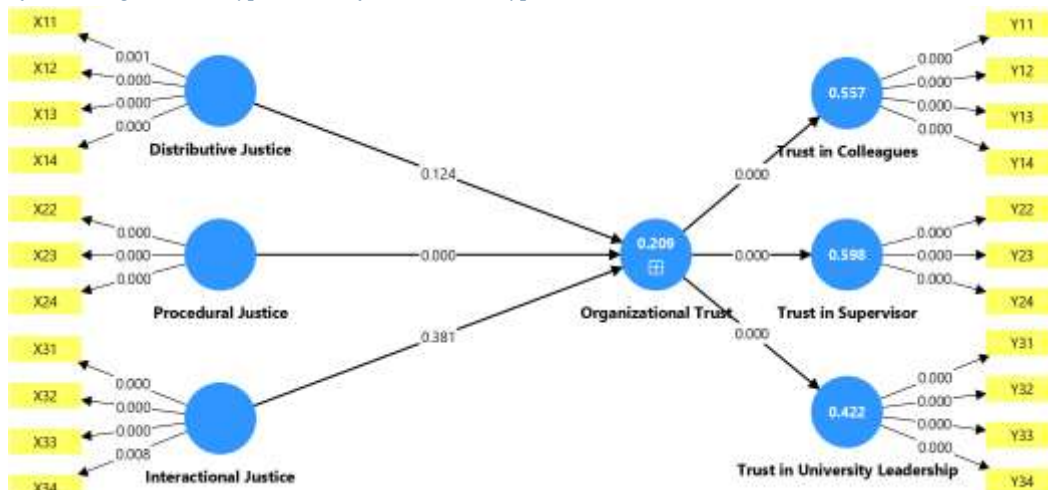 X11
X12
X13
X14
0.001
0.000
0.000
0.000
Distributive Justice
X22
X23
X24
0.000
0.000
0.000
Procedural Justice
X31
X32
X33
X34
0.000
0.000
0.000
0.008
Interactional Justice
0.124
0.000
0.381
0.209
Organizational Trust
0.000
0.000
0.000
0.557
Trust in Colleagues
0.000
0.000
0.000
0.000
Y11
Y12
Y13
Y14
0.598
Trust in Supervisor
0.000
0.000
0.000
Y22
Y23
Y24
0.422
Trust in University Leadership
0.000
0.000
0.000
0.000
Y31
Y32
Y33
Y34